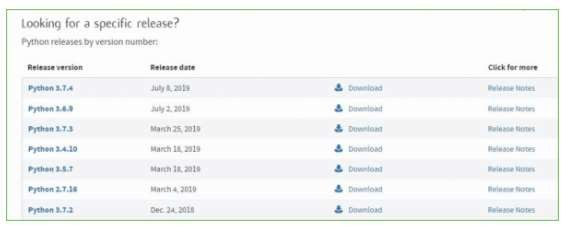 Looking for a specific release?
Python releases by version number:
Release version Release date Click for more
Python 3.7.4 July 8, 2019 Download Release Notes
Python 3.6.9 July 2, 2019 Download Release Notes
Python 3.7.3 March 25, 2019 Download Release Notes
Python 3.4.10 March 18, 2019 Download Release Notes
Python 3.5.7 March 18, 2019 Download Release Notes
Python 2.7.16 March 4, 2019 Download Release Notes
Python 3.7.2 Dec. 24, 2018 Download Release Notes